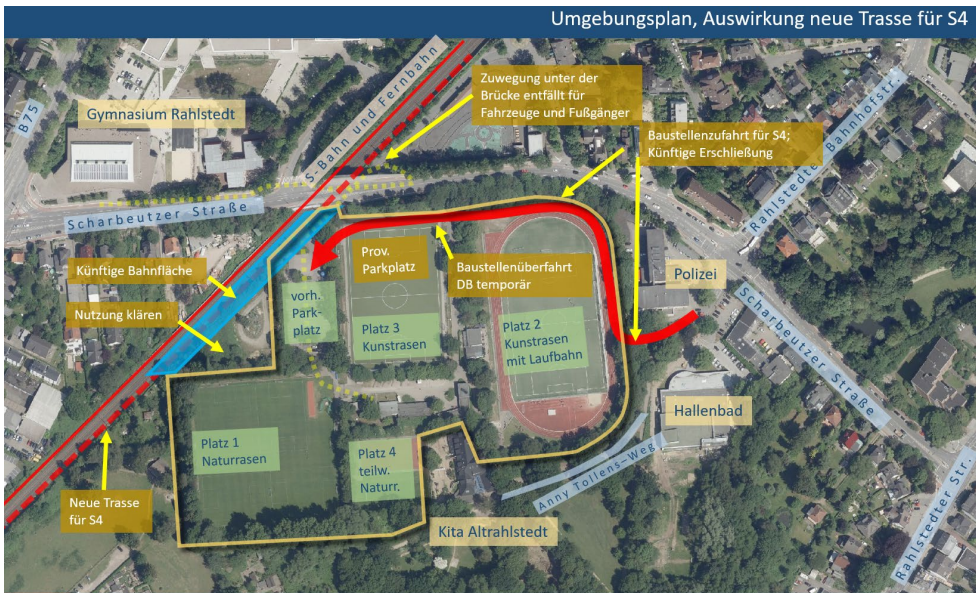 Umgebungsplan, Auswirkung neue Trasse für S4
B75
Gymnasium Rahlstedt
S-Bahn und Fernbahn
Zuwegung unter der
Brücke entfällt für
Fahrzeuge und Fußgänger
Baustellenzufahrt für S4;
Künftige Erschließung
Rahlstedter Bahnhofstr.
Scharbeutzer Straße
Künftige Bahnfläche
Nutzung klären
vorh.
Park-
platz
Prov.
Parkplatz
Platz 3
Kunstrasen
Baustellenüberfahrt
DB temporär
Platz 2
Kunstrasen
mit Laufbahn
Polizei
Scharbeutzer Straße
Hallenbad
Anny Tollens-Weg
Platz 1
Naturrasen
Platz 4
teilw.
Naturr.
Neue Trasse
für S4
Kita Altrahlstedt
Rahlstedter Str.